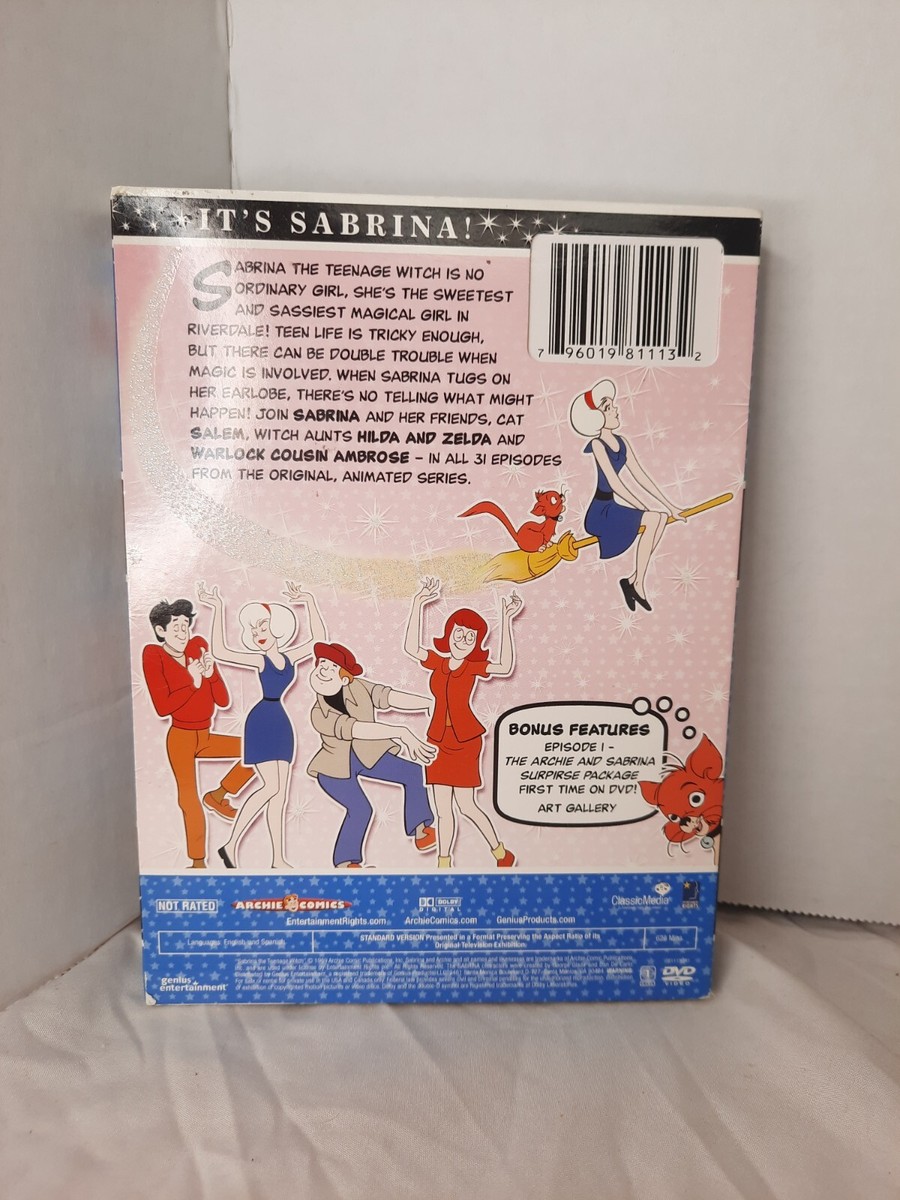 IT'S SABRINA!
SABRINA THE TEENAGE WITCH IS NO
ORDINARY GIRL, SHE'S THE SWEETEST
AND SASSIEST MAGICAL GIRL IN
RIVERDALE! TEEN LIFE IS TRICKY ENOUGH,
BUT THERE CAN BE DOUBLE TROUBLE WHEN
MAGIC IS INVOLVED. WHEN SABRINA TUGS ON
HER EARLOBE, THERE'S NO TELLING WHAT MIGHT
HAPPEN! JOIN SABRINA AND HER FRIENDS, CAT
SALEM, WITCH AUNTS HILDA AND ZELDA AND
WARLOCK COUSIN AMBROSE – IN ALL 31 EPISODES
FROM THE ORIGINAL, ANIMATED SERIES.
7 96019 81113 2
BONUS FEATURES
EPISODE 1 -
THE ARCHIE AND SABRINA
SURPIRSE PACKAGE
FIRST TIME ON DVD!
ART GALLERY
NOT RATED
ARCHIE COMICS
DOLBY
DIGITAL
ClassicMedia
EntertainmentRights.com
ArchieComics.com
GeniusProducts.com
Languages: English and Spanish
STANDARD VERSION Presented in a Format Preserving the Aspect Ratio of its
Original Television Exhibition.
genius
entertainment
DVD
VIDEO